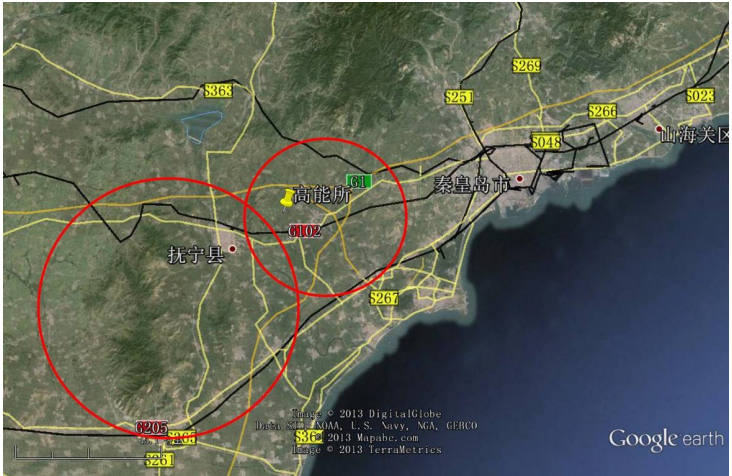 S269
S363
S251
S023
S266
S048
山海关区
G1
秦皇岛市
高能所
G102
抚宁县
S267
Image © 2013 DigitalGlobe
G205
Data SIO, NOAA, U.S. Navy, NGA, GEBCO
© 2013 Mapabc.com
Image © 2013 TerraMetrics
S261
Google earth